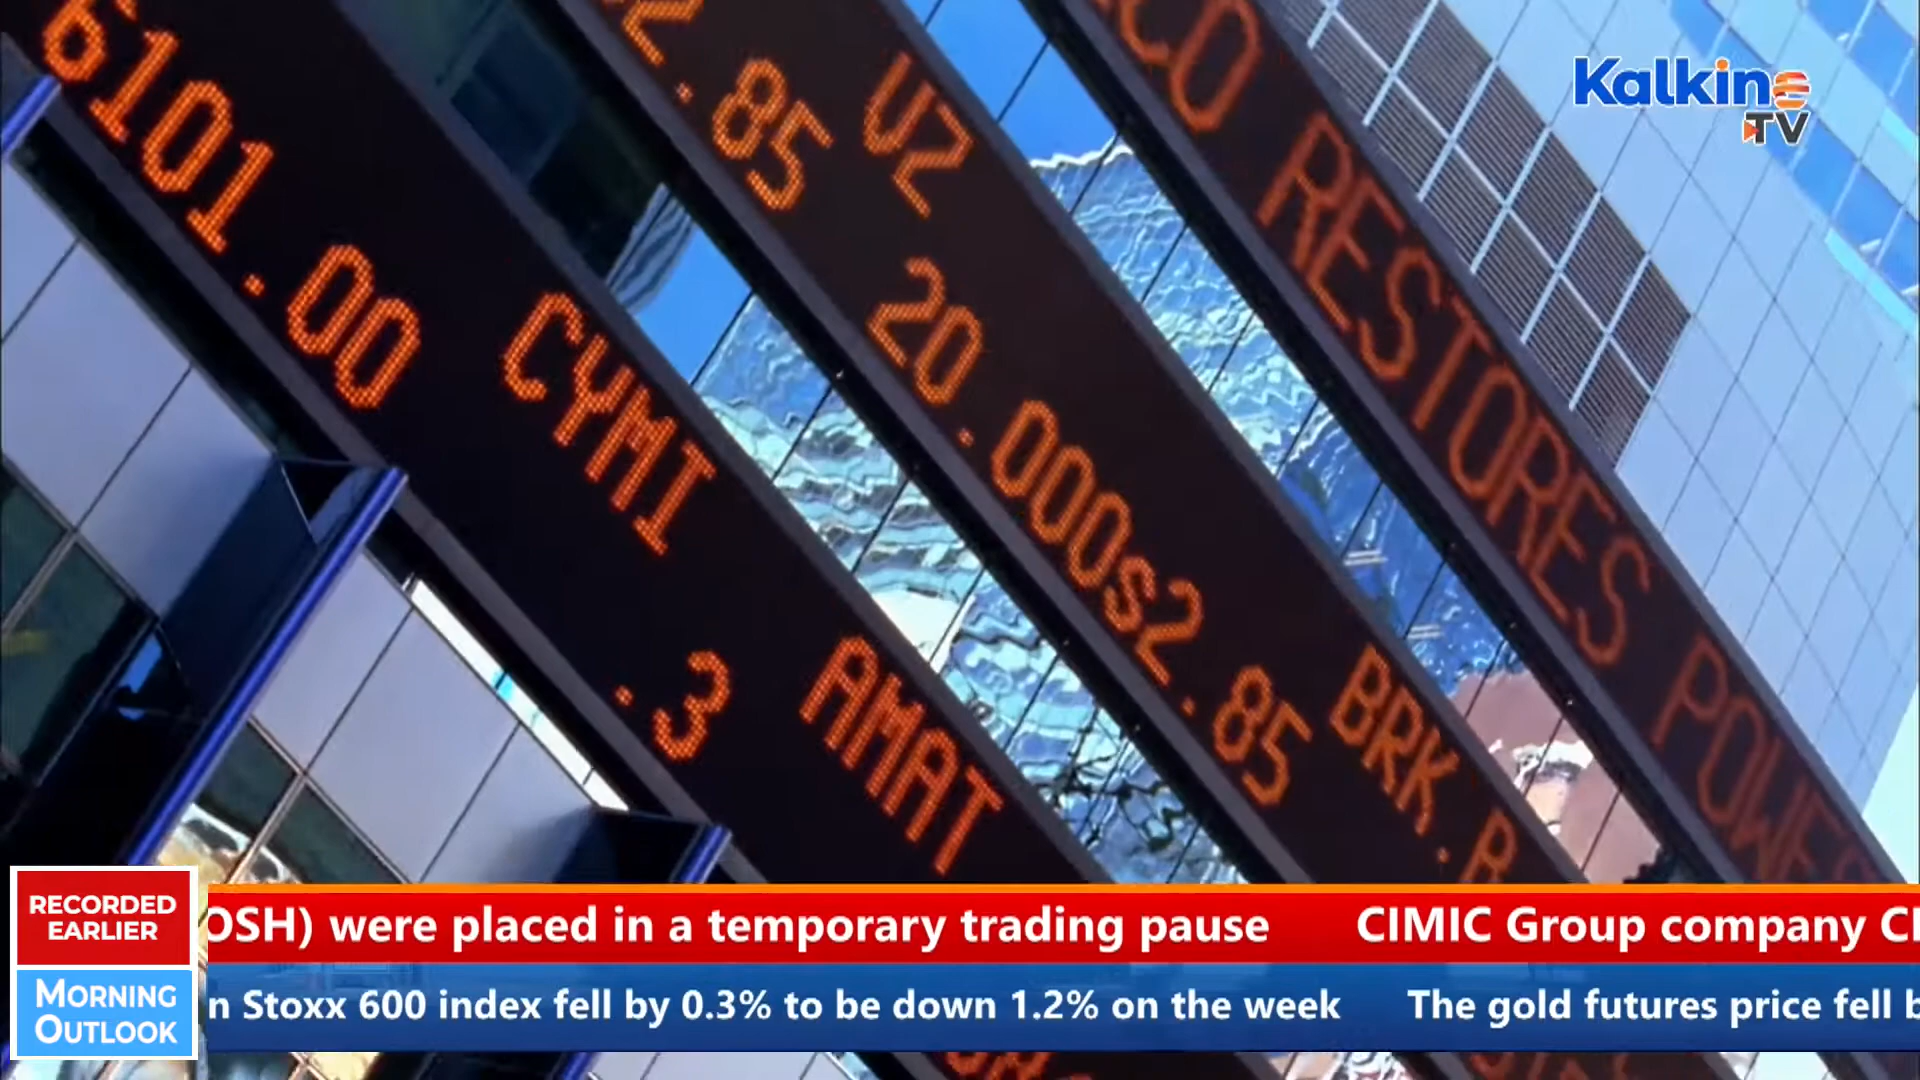 Kalkine
TV
6101.00 CYMI .3 AMAT
2.85 VZ 20.000s2.85 BRK.B
CO RESTORES POWER
RECORDED
EARLIER
OSH) were placed in a temporary trading pause CIMIC Group company
MORNING
OUTLOOK
n Stoxx 600 index fell by 0.3% to be down 1.2% on the week The gold futures price fell